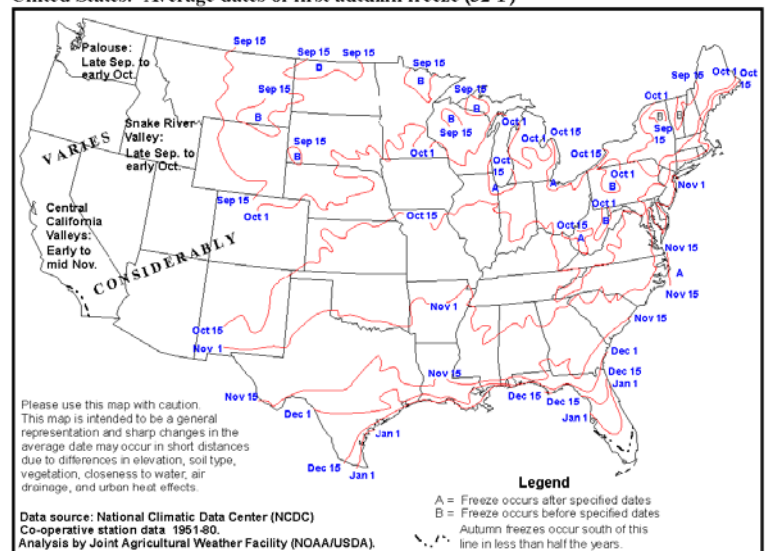 United States: Average dates of first autumn freeze (32°F)
Palouse:
Late Sep. to
early Oct.
Sep 15
Sep 15
Sep 15
D
Sep 15
B
Sep 15
B
Snake River
Valley:
Late Sep. to
early Oct.
Sep 15
B
Sep 15
B
B
Sep 15
Oct 1
Oct 1
Oct 15
Oct 1
Sep 15
Oct 1
Oct 15
B
B
Sep
15
Oct 15
Oct 1
Oct
15
A
A
Oct 1
B
Oct 1
B
Nov 1
VARIES
CONSIDERABLY
Central
California
Valleys:
Early to
mid Nov.
Sep 15
Oct 1
Oct 15
Oct 15
A
Nov 15
A
Nov 15
Nov 15
Oct 15
Nov 1
Nov 1
Nov 15
Dec 1
Dec 15
Jan 1
Nov 15
Dec 1
Jan 1
Dec 15
Jan 1
Dec 15
Dec 15
Jan 1
Please use this map with caution.
This map is intended to be a general
representation and sharp changes in the
average date may occur in short distances
due to differences in elevation, soil type,
vegetation, closeness to water, air
drainage, and urban heat effects.
Data source: National Climatic Data Center (NCDC)
Co-operative station data 1951-80.
Analysis by Joint Agricultural Weather Facility (NOAA/USDA).
Legend
A = Freeze occurs after specified dates
B = Freeze occurs before specified dates
Autumn freezes occur south of this
line in less than half the years.